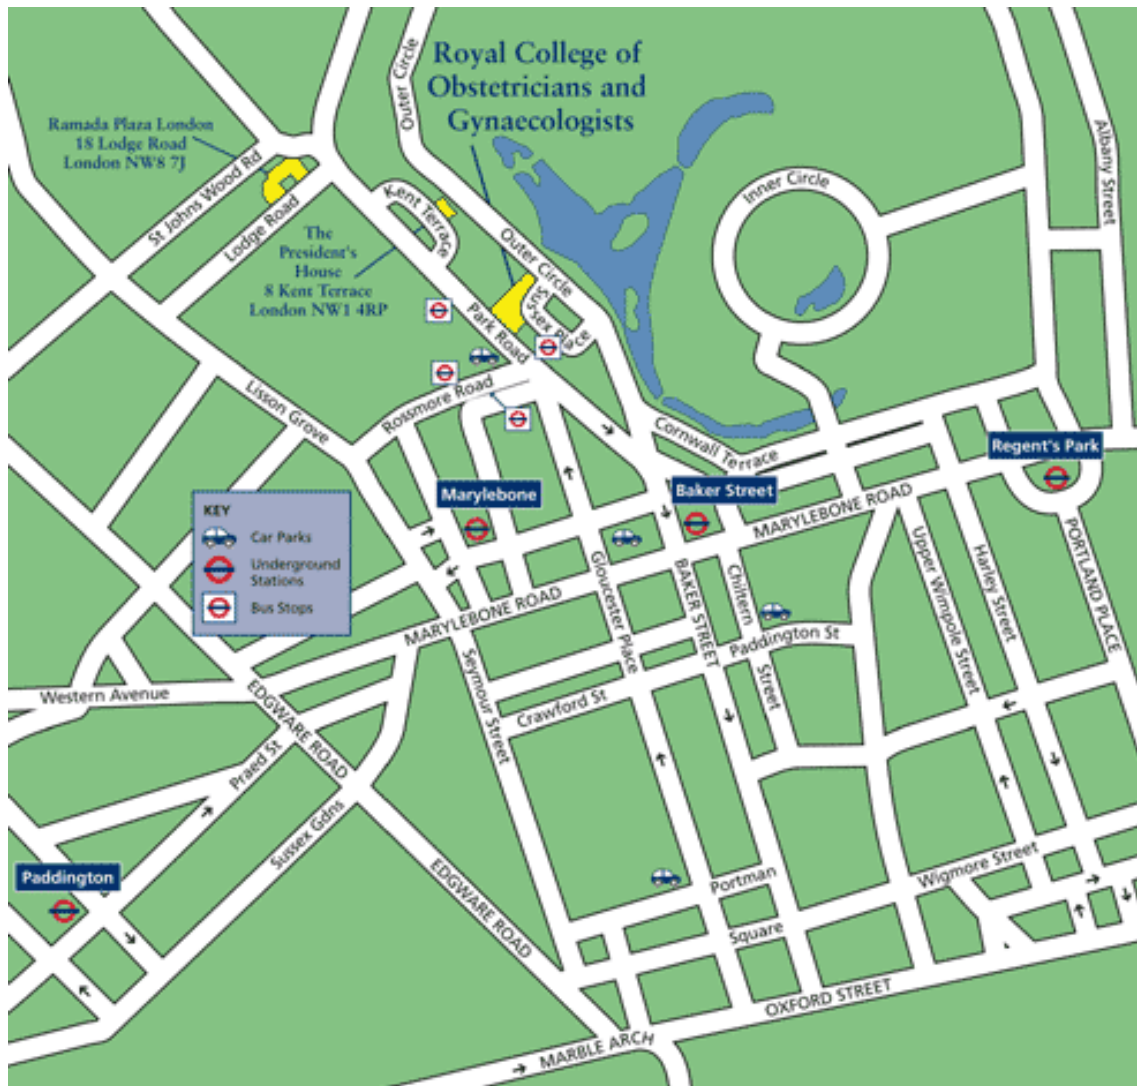 Royal College of
Obstetricians and
Gynaecologists
Outer Circle
Albany Street
Ramada Plaza London
18 Lodge Road
London NW8 7J
St Johns Wood Rd
Lodge Road
Kent Terrace
Inner Circle
The
President's
House
8 Kent Terrace
London NW1 4RP
Outer Circle
Sussex Place
Park Road
Rossmore Road
Lisson Grove
Cornwall Terrace
Regent's Park
Marylebone
Baker Street
MARYLEBONE ROAD
KEY
Car Parks
Underground
Stations
Bus Stops
Gloucester Place
BAKER STREET
Chiltern
Street
Upper Wimpole Street
Harley Street
PORTLAND PLACE
MARYLEBONE ROAD
Paddington St
Seymour Street
Crawford St
Western Avenue
EDGWARE ROAD
Praed St
Sussex Gdns
EDGWARE ROAD
Paddington
Portman
Square
Wigmore Street
OXFORD STREET
MARBLE ARCH